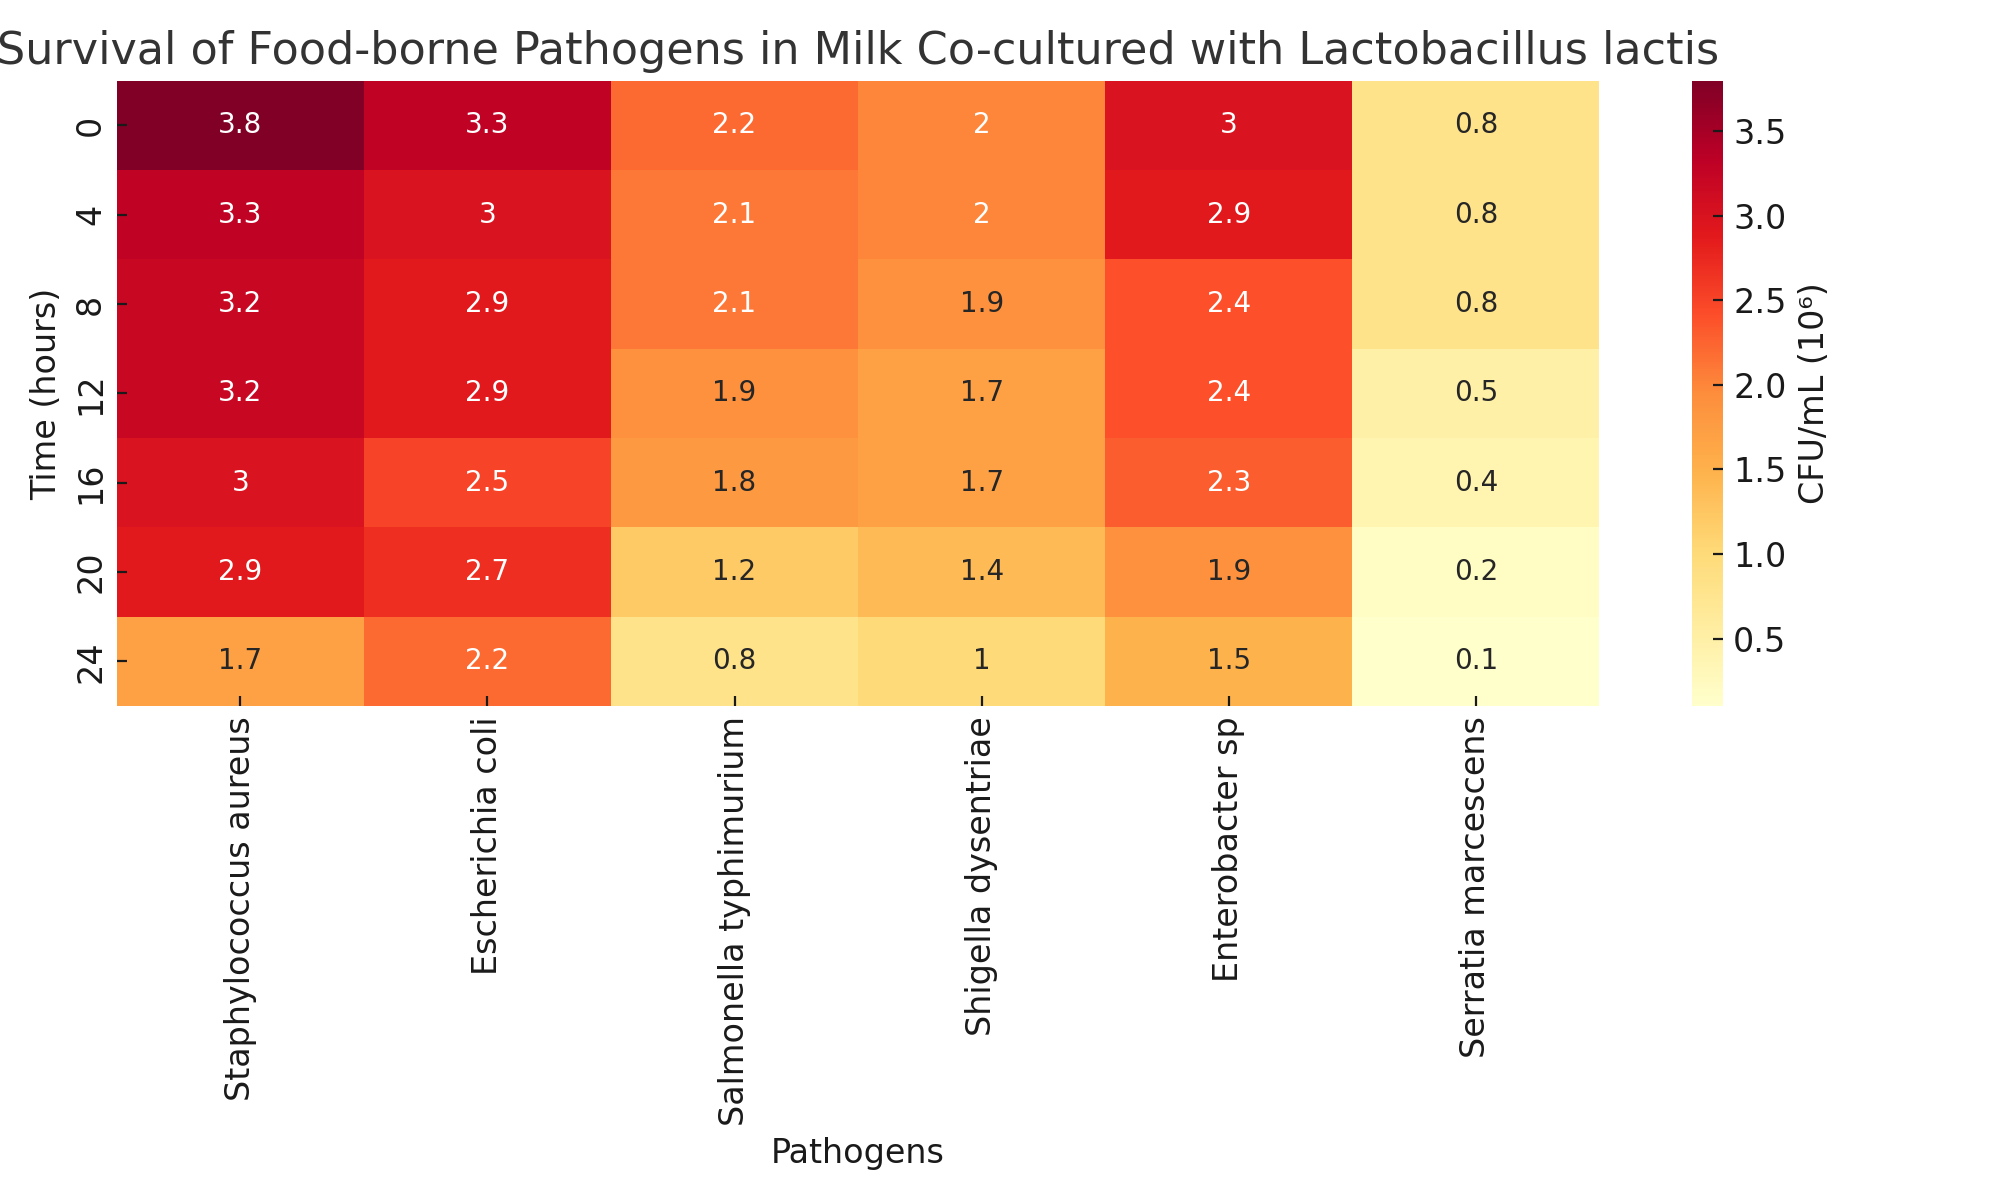 Survival of Food-borne Pathogens in Milk Co-cultured with Lactobacillus lactis
Time (hours)
0 3.8 3.3 2.2 2 3 0.8
4 3.3 3 2.1 2 2.9 0.8
8 3.2 2.9 2.1 1.9 2.4 0.8
12 3.2 2.9 1.9 1.7 2.4 0.5
16 3 2.5 1.8 1.7 2.3 0.4
20 2.9 2.7 1.2 1.4 1.9 0.2
24 1.7 2.2 0.8 1 1.5 0.1
Staphylococcus aureus
Escherichia coli
Salmonella typhimurium
Shigella dysentriae
Enterobacter sp
Serratia marcescens
Pathogens
3.5
3.0
2.5
2.0
1.5
1.0
0.5
CFU/mL (10⁶)